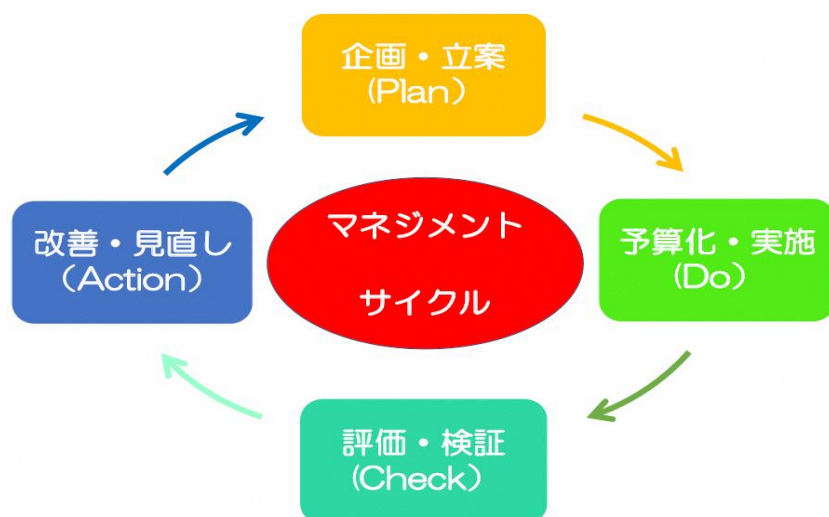 企画・立案
(Plan)
マネジメント
サイクル
予算化・実施
(Do)
評価・検証
(Check)
改善・見直し
(Action)